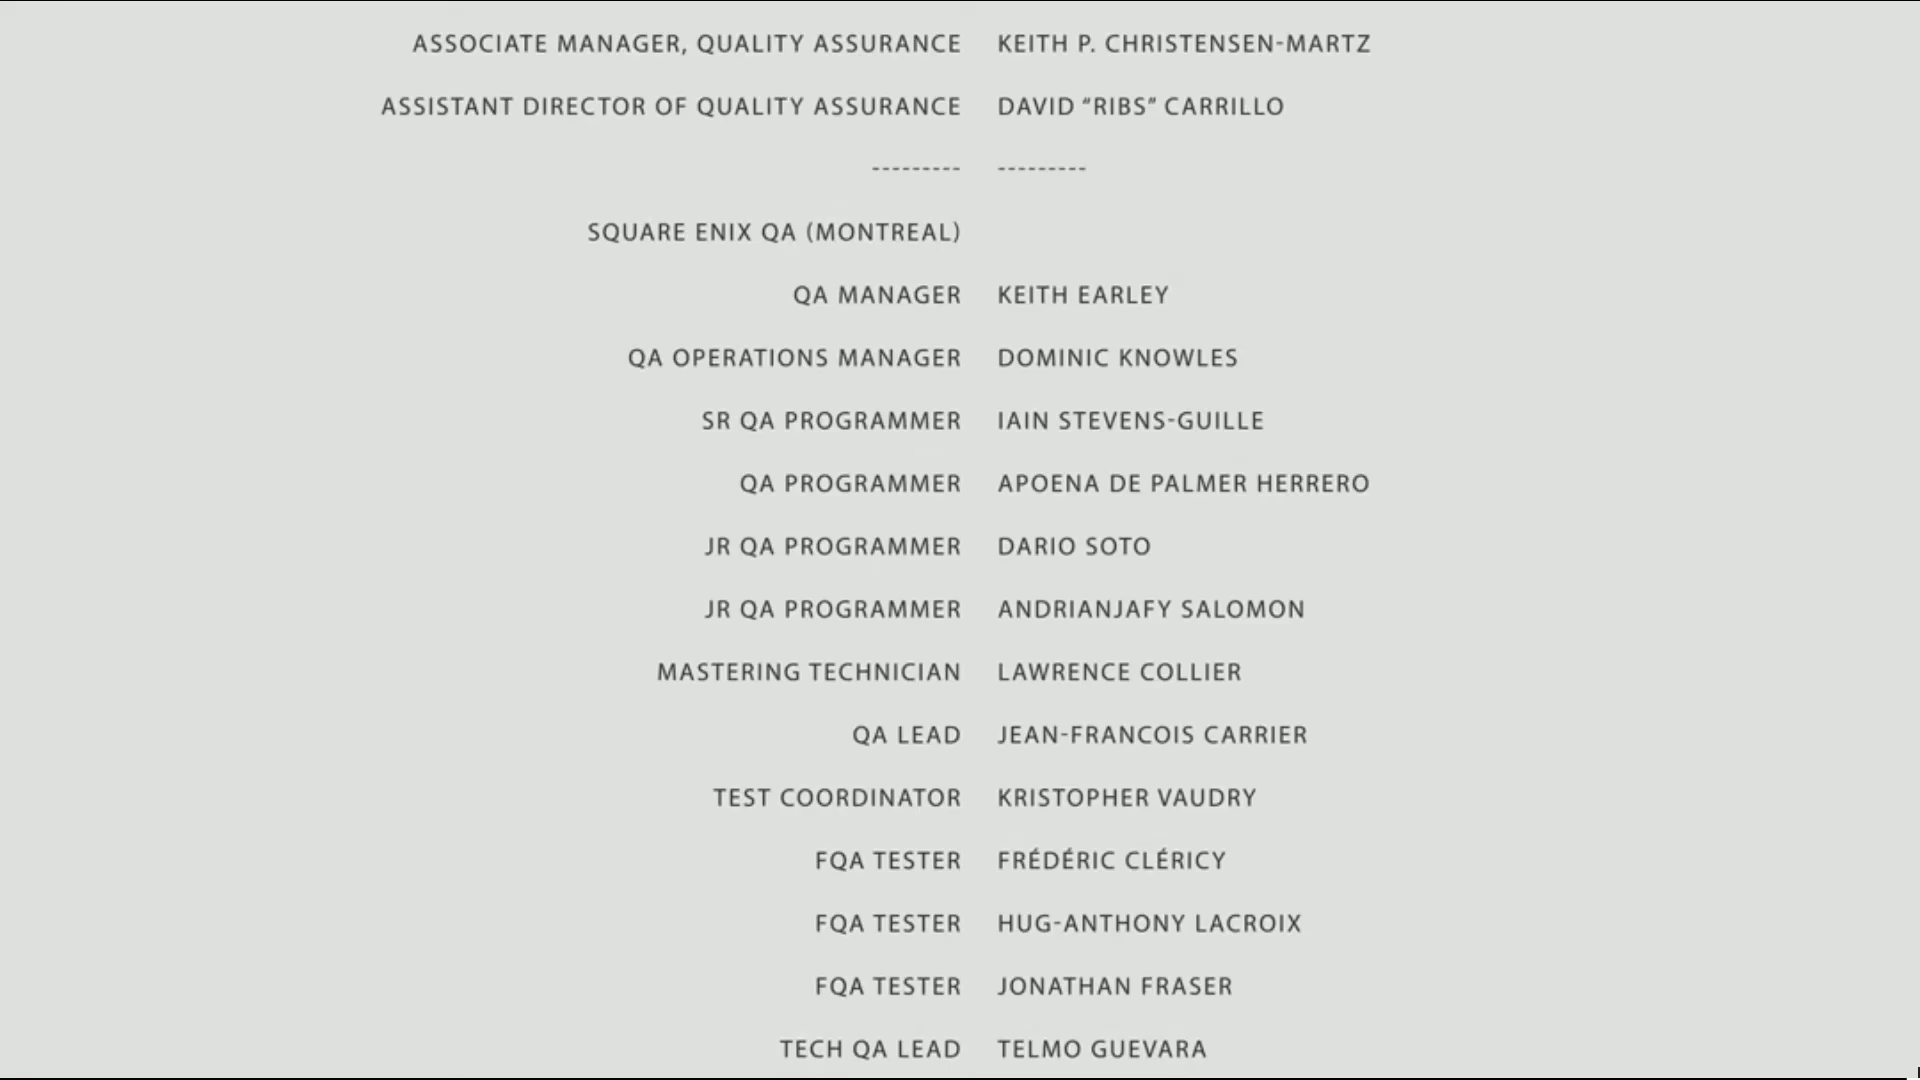 ASSOCIATE MANAGER, QUALITY ASSURANCE KEITH P. CHRISTENSEN-MARTZ
ASSISTANT DIRECTOR OF QUALITY ASSURANCE DAVID “RIBS” CARRILLO
--------- ---------
SQUARE ENIX QA (MONTREAL)
QA MANAGER KEITH EARLEY
QA OPERATIONS MANAGER DOMINIC KNOWLES
SR QA PROGRAMMER IAIN STEVENS-GUILLE
QA PROGRAMMER APOENA DE PALMER HERRERO
JR QA PROGRAMMER DARIO SOTO
JR QA PROGRAMMER ANDRIANJAFY SALOMON
MASTERING TECHNICIAN LAWRENCE COLLIER
QA LEAD JEAN-FRANCOIS CARRIER
TEST COORDINATOR KRISTOPHER VAUDRY
FQA TESTER FRÉDÉRIC CLÉRICY
FQA TESTER HUG-ANTHONY LACROIX
FQA TESTER JONATHAN FRASER
TECH QA LEAD TELMO GUEVARA